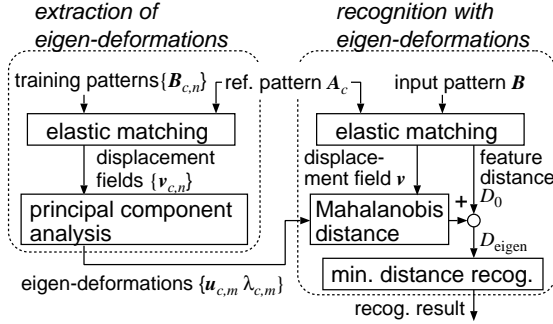 extraction of
eigen-deformations
recognition with
eigen-deformations
training patterns{B_{c,n}}
ref. pattern A_c
input pattern B
elastic matching
elastic matching
displacement
fields {v_{c,n}}
displace-
ment field v
feature
distance
+
D_0
principal component
analysis
Mahalanobis
distance
D_{eigen}
eigen-deformations {u_{c,m} λ_{c,m}}
min. distance recog.
recog. result